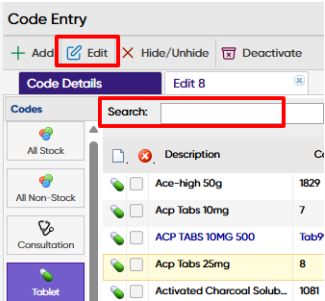 Code Entry
Add Edit Hide/Unhide Deactivate
Code Details Edit 8
Codes Search:
All Stock
Description
All Non-Stock
Ace-high 50g 1829
Acp Tabs 10mg 7
Consultation
ACP TABS 10MG 500
Acp Tabs 25mg 8
Tablet
Activated Charcoal Solub... 1081